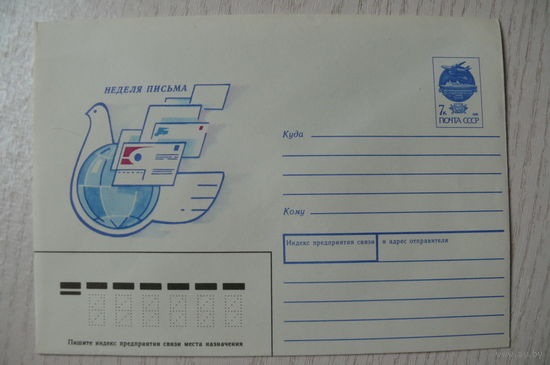 НЕДЕЛЯ ПИСЬМА
7к
ПОЧТА СССР
Куда
Кому
Индекс предприятия связи и адрес отправителя
Пишите индекс предприятия связи места назначения